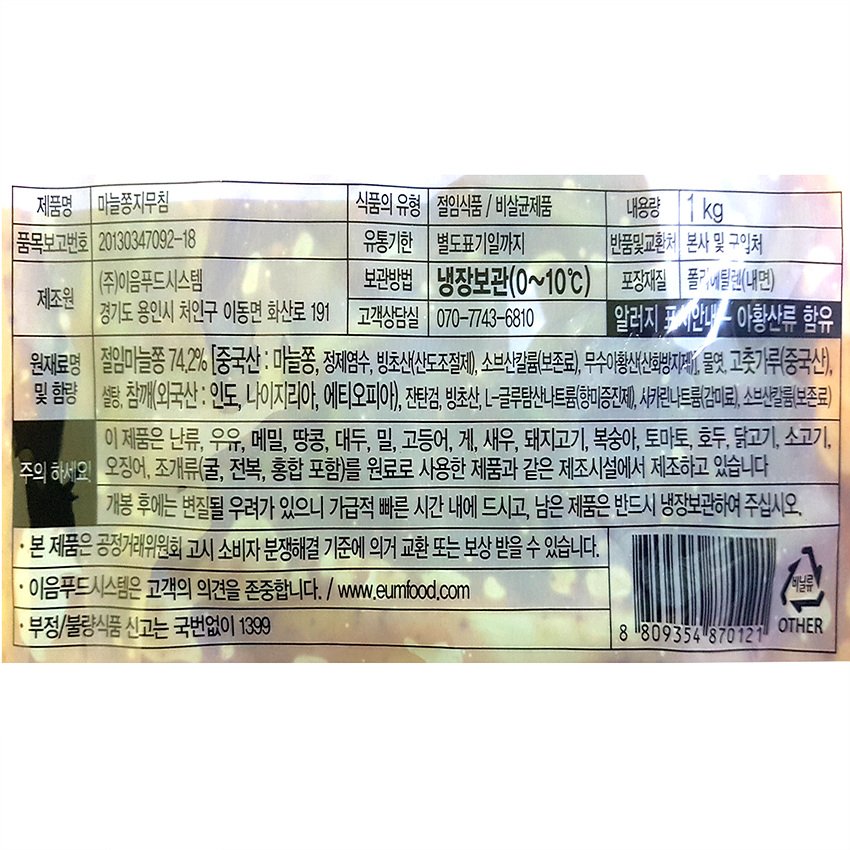 제품명 마늘쫑지무침 식품의 유형 절임식품 / 비살균제품 내용량 1 kg
품목보고번호 20130347092-18 유통기한 별도표기일까지 반품및교환처 본사 및 구입처
제조원 (주)이음푸드시스템 보관방법 냉장보관(0~10℃) 포장재질 폴리에틸렌(내면)
경기도 용인시 처인구 이동면 화산로 191 고객상담실 070-7743-6810 알러지 표시안내 - 아황산류 함유
원재료명 및 함량 절임마늘쫑 74.2% [중국산 : 마늘쫑, 정제염수, 빙초산(산도조절제), 소브산칼륨(보존료), 무수아황산(산화방지제)], 물엿, 고춧가루(중국산),
설탕, 참깨(외국산 : 인도, 나이지리아, 에티오피아), 잔탄검, 빙초산, L-글루탐산나트륨(향미증진제), 사카린나트륨(감미료), 소브산칼륨(보존료)
주의 하세요! 이 제품은 난류, 우유, 메밀, 땅콩, 대두, 밀, 고등어, 게, 새우, 돼지고기, 복숭아, 토마토, 호두, 닭고기, 소고기,
오징어, 조개류(굴, 전복, 홍합 포함)를 원료로 사용한 제품과 같은 제조시설에서 제조하고 있습니다
개봉 후에는 변질될 우려가 있으니 가급적 빠른 시간 내에 드시고, 남은 제품은 반드시 냉장보관하여 주십시오.
· 본 제품은 공정거래위원회 고시 소비자 분쟁해결 기준에 의거 교환 또는 보상 받을 수 있습니다.
· 이음푸드시스템은 고객의 의견을 존중합니다. / www.eumfood.com
· 부정/불량식품 신고는 국번없이 1399
8 809354 870121
비닐류
OTHER